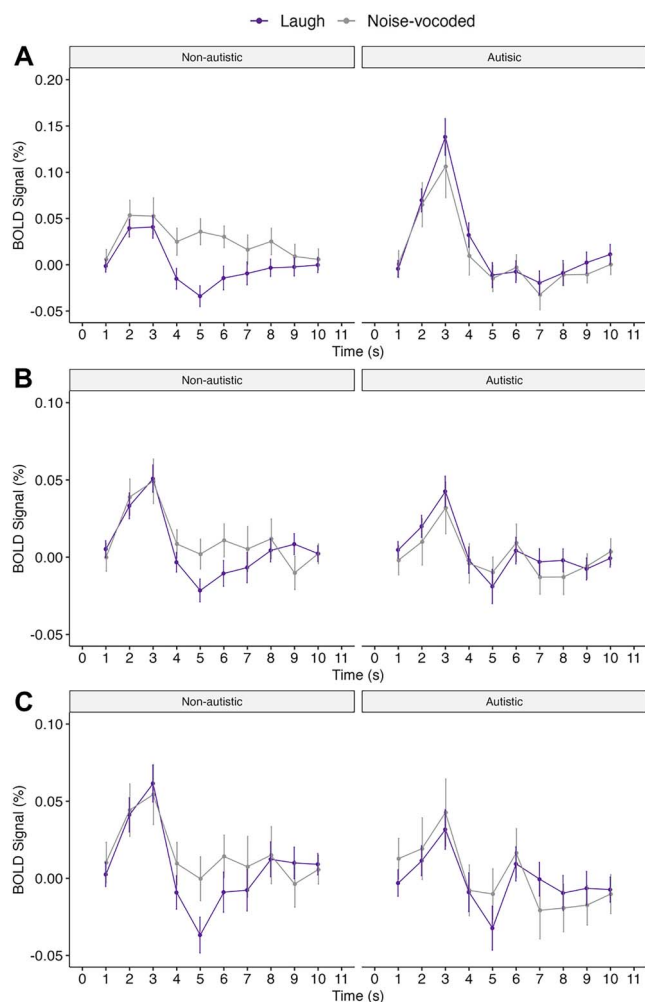 Laugh Noise-vocoded
A
Non-autistic Autisic
BOLD Signal (%)
0.20
0.15
0.10
0.05
0.00
-0.05
0 1 2 3 4 5 6 7 8 9 10 11 0 1 2 3 4 5 6 7 8 9 10 11
Time (s)
B
Non-autistic Autistic
BOLD Signal (%)
0.10
0.05
0.00
-0.05
0 1 2 3 4 5 6 7 8 9 10 11 0 1 2 3 4 5 6 7 8 9 10 11
Time (s)
C
Non-autistic Autistic
BOLD Signal (%)
0.10
0.05
0.00
-0.05
0 1 2 3 4 5 6 7 8 9 10 11 0 1 2 3 4 5 6 7 8 9 10 11
Time (s)